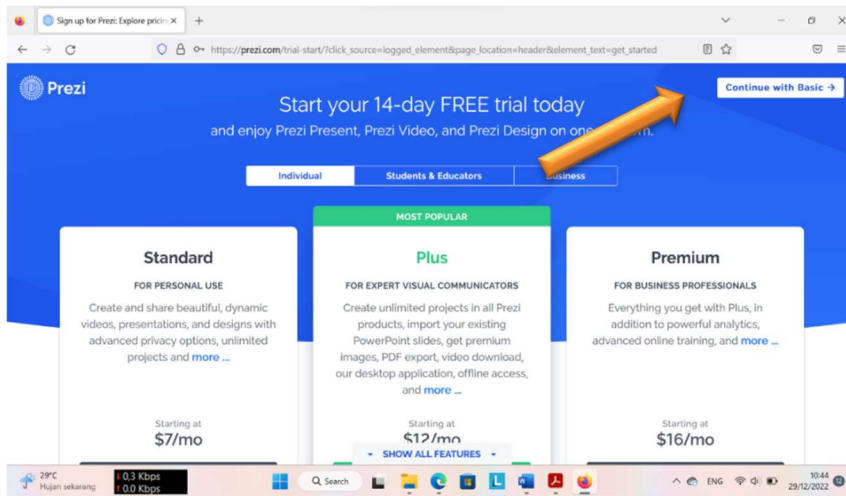 Sign up for Prezi: Explore pricin
https://prezi.com/trial-start/?click_source=logged_element&page_location=header&element_text=get_started
Prezi
Continue with Basic →
Start your 14-day FREE trial today
and enjoy Prezi Present, Prezi Video, and Prezi Design on one
Individual Students & Educators Business
MOST POPULAR
Standard
FOR PERSONAL USE
Create and share beautiful, dynamic
videos, presentations, and designs with
advanced privacy options, unlimited
projects and more ...
Starting at
$7/mo
Plus
FOR EXPERT VISUAL COMMUNICATORS
Create unlimited projects in all Prezi
products, import your existing
PowerPoint slides, get premium
images, PDF export, video download,
our desktop application, offline access,
and more ...
Starting at
$12/mo
Premium
FOR BUSINESS PROFESSIONALS
Everything you get with Plus, in
addition to powerful analytics,
advanced online training, and more ...
Starting at
$16/mo
SHOW ALL FEATURES
29°C
Hujan sekarang
0,3 Kbps
0.0 Kbps
Search
ENG
10:44
29/12/2022